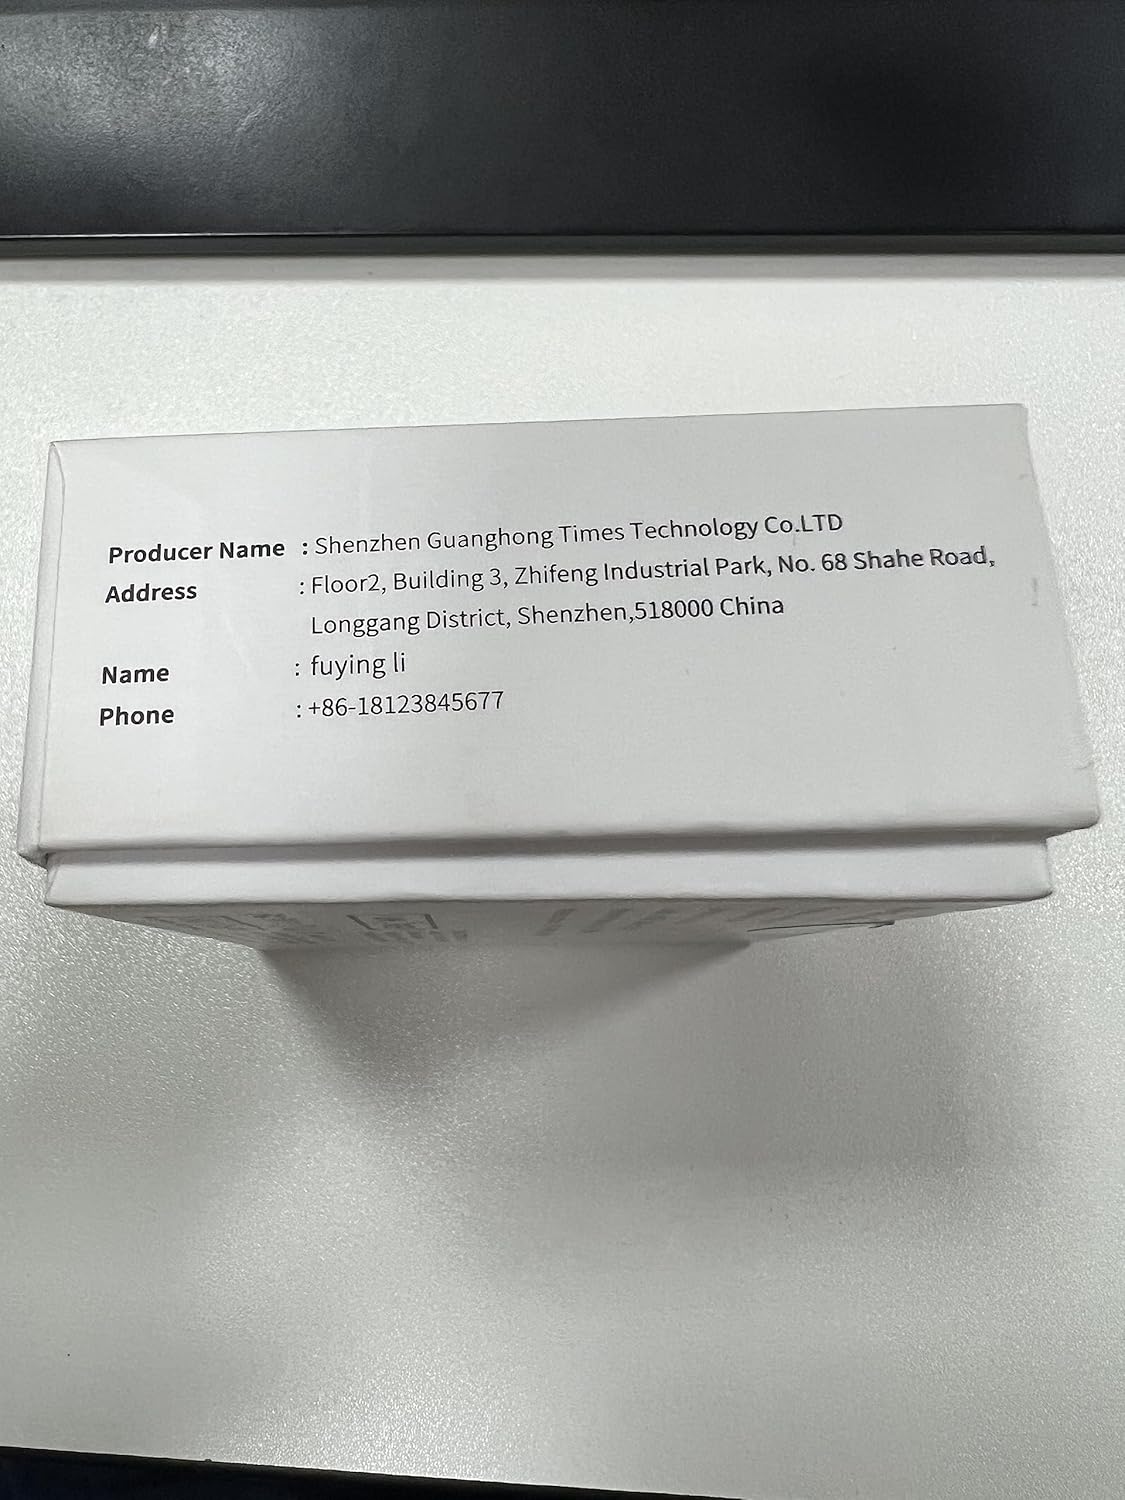 Producer Name : Shenzhen Guanghong Times Technology Co.LTD
Address : Floor2, Building 3, Zhifeng Industrial Park, No. 68 Shahe Road,
Longgang District, Shenzhen,518000 China
Name : fuying li
Phone : +86-18123845677